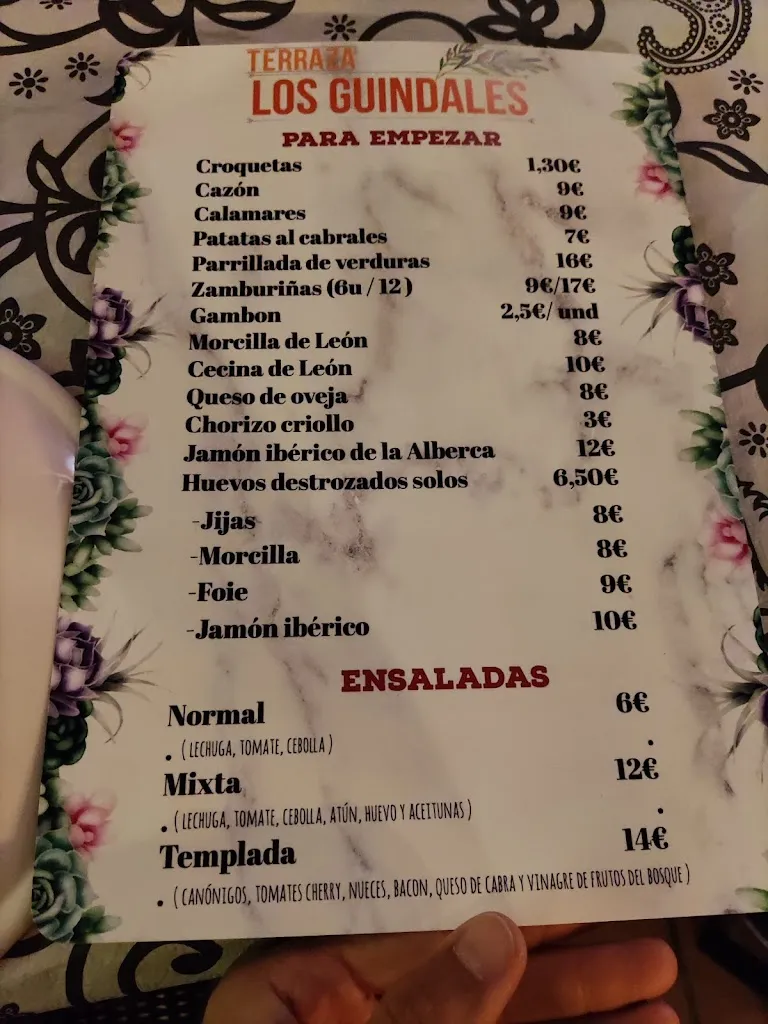 TERRAZA
LOS GUINDALES
PARA EMPEZAR
Croquetas 1,30€
Cazón 9€
Calamares 9€
Patatas al cabrales 7€
Parrillada de verduras 16€
Zamburiñas (6u / 12 ) 9€/17€
Gambon 2,5€/ und
Morcilla de León 8€
Cecina de León 10€
Queso de oveja 8€
Chorizo criollo 3€
Jamón ibérico de la Alberca 12€
Huevos destrozados solos 6,50€
-Jijas 8€
-Morcilla 8€
-Foie 9€
-Jamón ibérico 10€
ENSALADAS
Normal 6€
. ( LECHUGA, TOMATE, CEBOLLA ) .
Mixta 12€
. ( LECHUGA, TOMATE, CEBOLLA, ATÚN, HUEVO Y ACEITUNAS ) .
Templada 14€
. ( CANÓNIGOS, TOMATES CHERRY, NUECES, BACON, QUESO DE CABRA Y VINAGRE DE FRUTOS DEL BOSQUE )